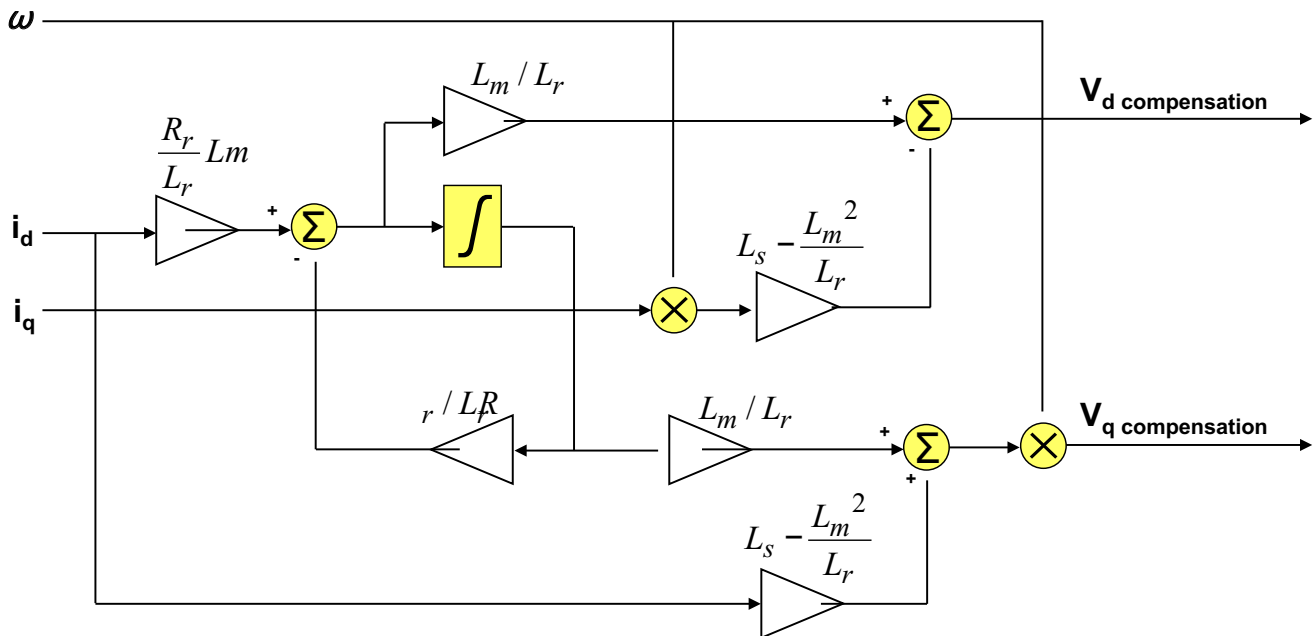 ω
L_m / L_r
+
Σ
V_d compensation
-
R_r
L_r
Lm
+
Σ
∫
i_d
-
L_s − L_m^2
L_r
i_q
×
r / L_rR
L_m / L_r
+
Σ
×
V_q compensation
+
L_s − L_m^2
L_r